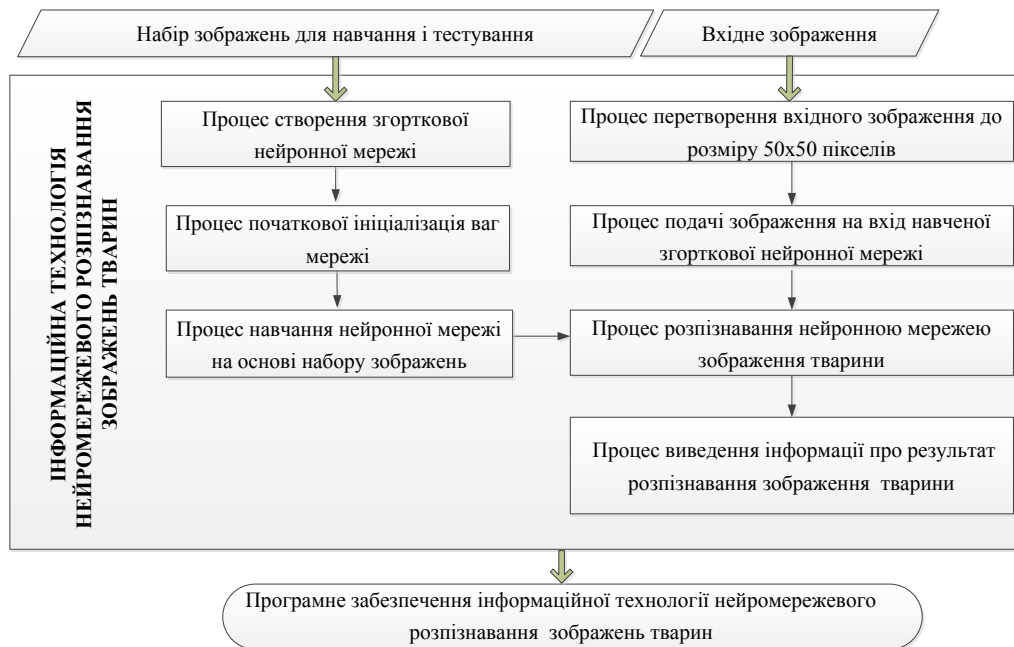 Набір зображень для навчання і тестування
Вхідне зображення
ІНФОРМАЦІЙНА ТЕХНОЛОГІЯ
НЕЙРОМЕРЕЖЕВОГО РОЗПІЗНАВАННЯ
ЗОБРАЖЕНЬ ТВАРИН
Процес створення згорткової
нейронної мережі
Процес початкової ініціалізація ваг
мережі
Процес навчання нейронної мережі
на основі набору зображень
Процес перетворення вхідного зображення до
розміру 50х50 пікселів
Процес подачі зображення на вхід навченої
згорткової нейронної мережі
Процес розпізнавання нейронною мережею
зображення тварини
Процес виведення інформації про результат
розпізнавання зображення тварини
Програмне забезпечення інформаційної технології нейромережевого
розпізнавання зображень тварин